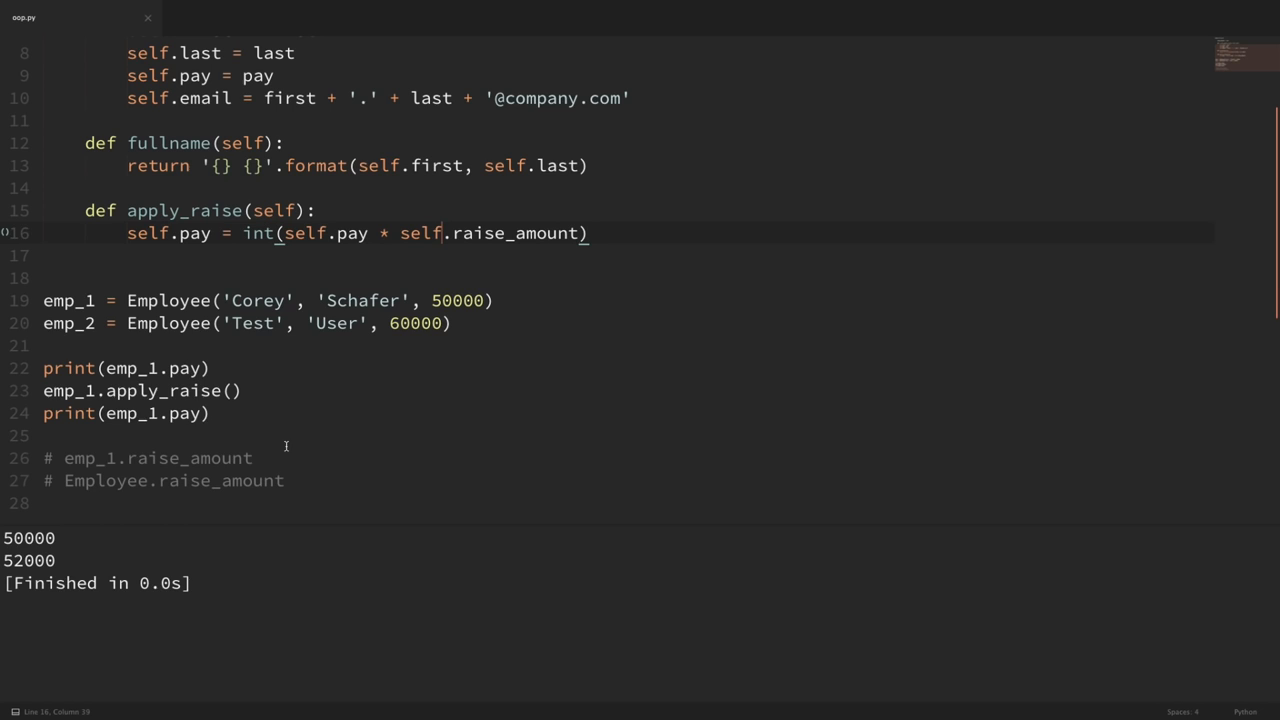 oop.py ×
8 self.last = last
9 self.pay = pay
10 self.email = first + '.' + last + '@company.com'
11
12 def fullname(self):
13 return '{} {}'.format(self.first, self.last)
14
15 def apply_raise(self):
()16 self.pay = int(self.pay * self.raise_amount)
17
18
19 emp_1 = Employee('Corey', 'Schafer', 50000)
20 emp_2 = Employee('Test', 'User', 60000)
21
22 print(emp_1.pay)
23 emp_1.apply_raise()
24 print(emp_1.pay)
25
26 # emp_1.raise_amount
27 # Employee.raise_amount
28
50000
52000
[Finished in 0.0s]
Line 16, Column 39 Spaces: 4 Python